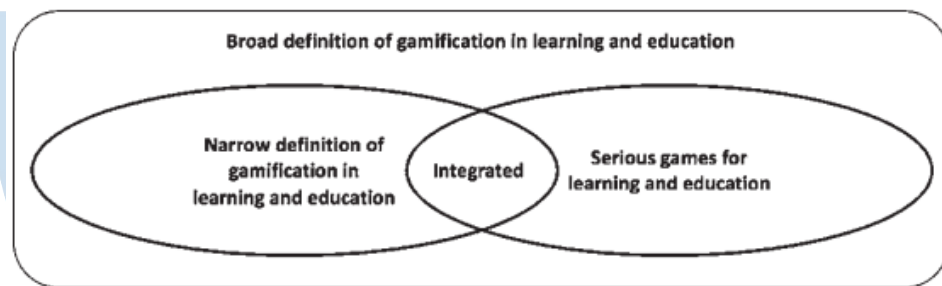 Broad definition of gamification in learning and education
Narrow definition of
gamification in
learning and education
Integrated
Serious games for
learning and education